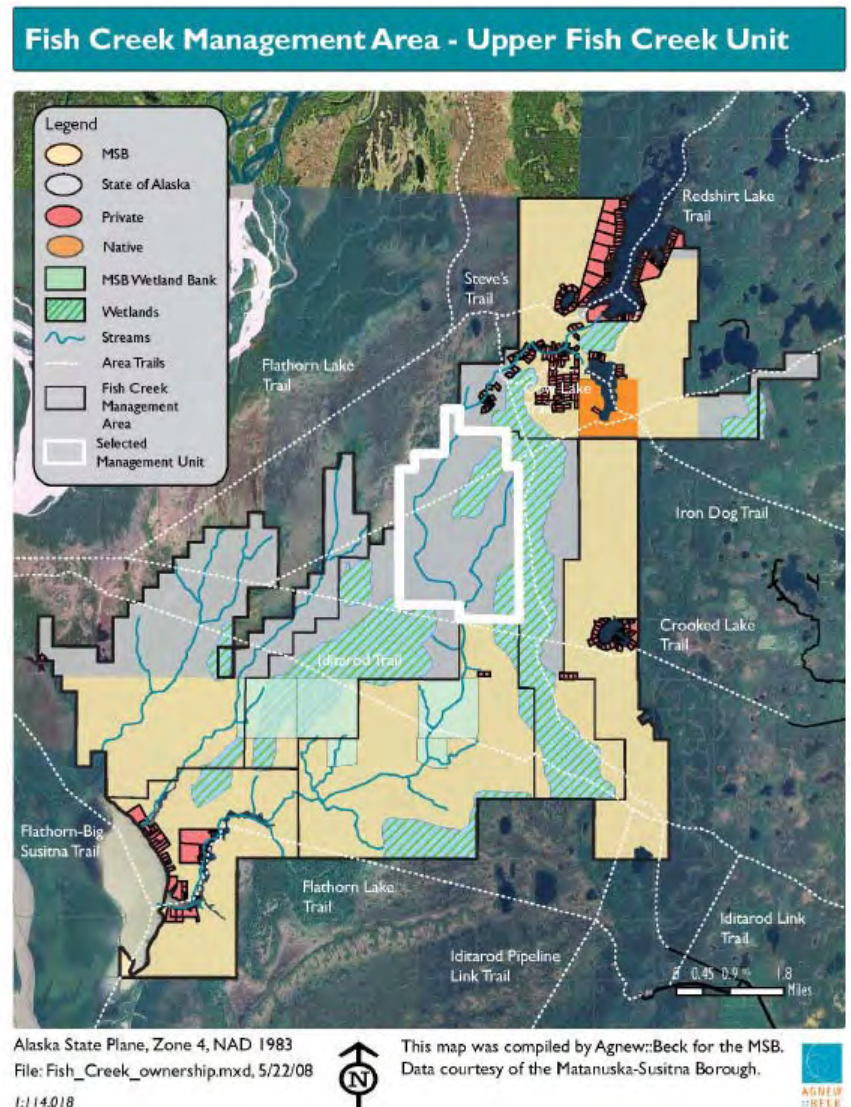 Fish Creek Management Area - Upper Fish Creek Unit
Legend
MSB
State of Alaska
Private
Native
MSB Wetland Bank
Wetlands
Streams
Area Trails
Fish Creek
Management
Area
Selected
Management Unit
Redshirt Lake
Trail
Steve's
Trail
Flathorn Lake
Trail
Lake
Iron Dog Trail
Crooked Lake
Trail
Iditarod Trail
Flathorn-Big
Susitna Trail
Flathorn Lake
Trail
Iditarod Link
Trail
Iditarod Pipeline
Link Trail
0 0.45 0.9 1.8
Miles
Alaska State Plane, Zone 4, NAD 1983
File: Fish_Creek_ownership.mxd, 5/22/08
1:114,018
N
This map was compiled by Agnew::Beck for the MSB.
Data courtesy of the Matanuska-Susitna Borough.
AGNEW
::BECK